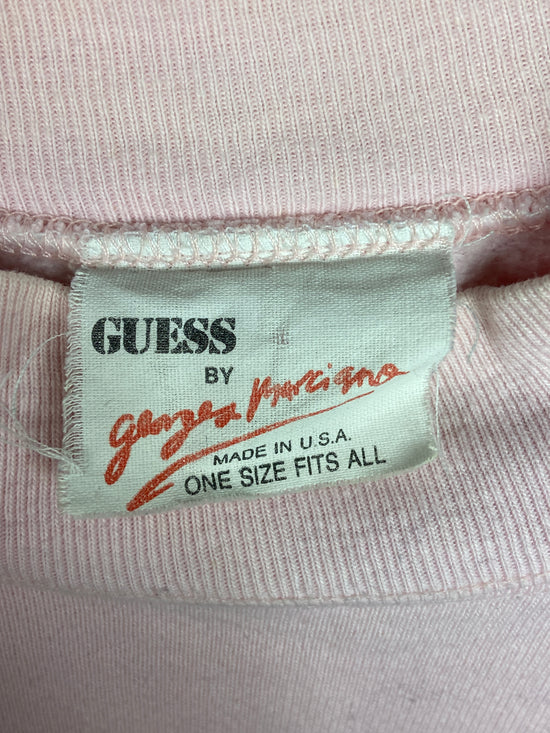 GUESS
BY
georges marciano
MADE IN U.S.A.
ONE SIZE FITS ALL